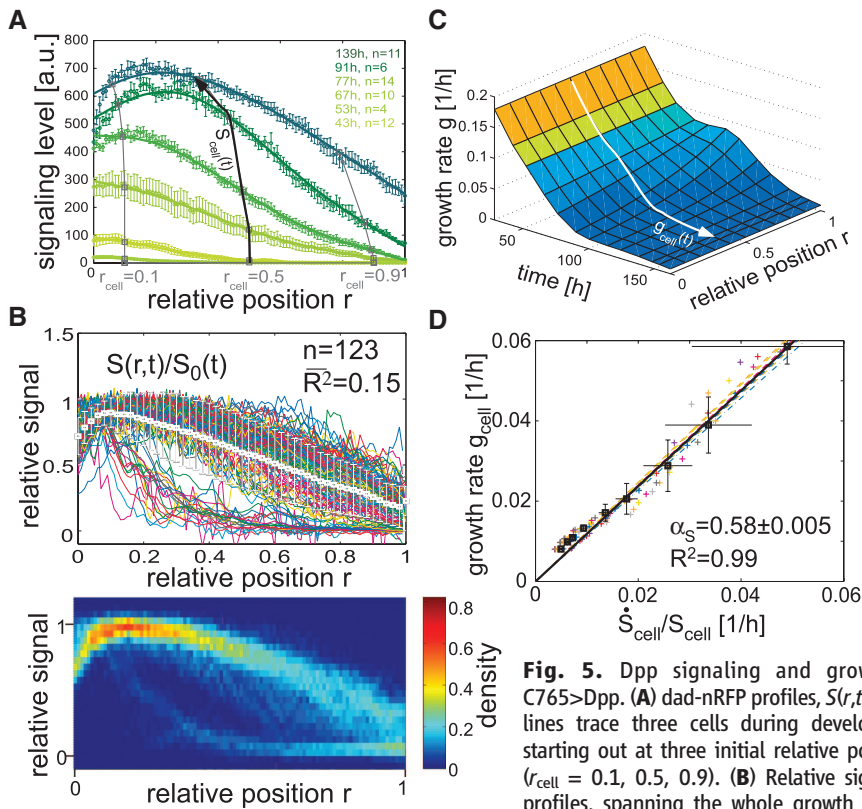 A
signaling level [a.u.]
800
700
600
500
400
300
200
100
0
139h, n=11
91h, n=6
77h, n=14
67h, n=10
53h, n=4
43h, n=12
S_cell(t)
0
1
r_cell=0.1
r_cell=0.5
r_cell=0.9
relative position r
B
relative signal
1.5
1
0.5
0
S(r,t)/S₀(t)
n=123
R̅²=0.15
0
0.2
0.4
0.6
0.8
1
relative position r
relative signal
1
0
0
1
0.8
0.6
0.4
0.2
0
density
C
growth rate g [1/h]
0.2
0.15
0.1
0.05
0
g_cell(t)
50
100
150
time [h]
0
0.5
1
relative position r
D
growth rate g_cell [1/h]
0.06
0.04
0.02
0
α_S=0.58±0.005
R²=0.99
0
0.02
0.04
0.06
Ṡ_cell/S_cell [1/h]
Fig. 5. Dpp signaling and grow
C765>Dpp. (A) dad-nRFP profiles, S(r,t
lines trace three cells during develo
starting out at three initial relative po
(r_cell = 0.1, 0.5, 0.9). (B) Relative sig
profiles, spanning the whole growth